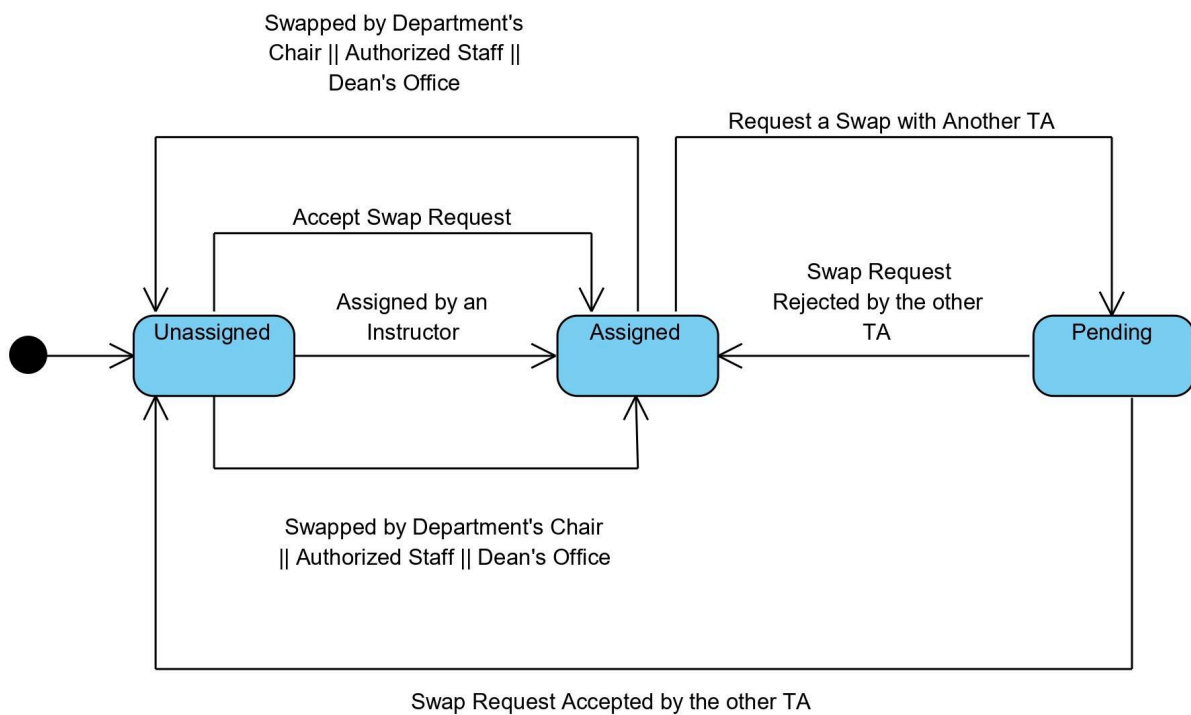 Swapped by Department's
Chair || Authorized Staff ||
Dean's Office
Request a Swap with Another TA
Accept Swap Request
Assigned by an
Instructor
Swap Request
Rejected by the other
TA
Unassigned
Assigned
Pending
Swapped by Department's Chair
|| Authorized Staff || Dean's Office
Swap Request Accepted by the other TA